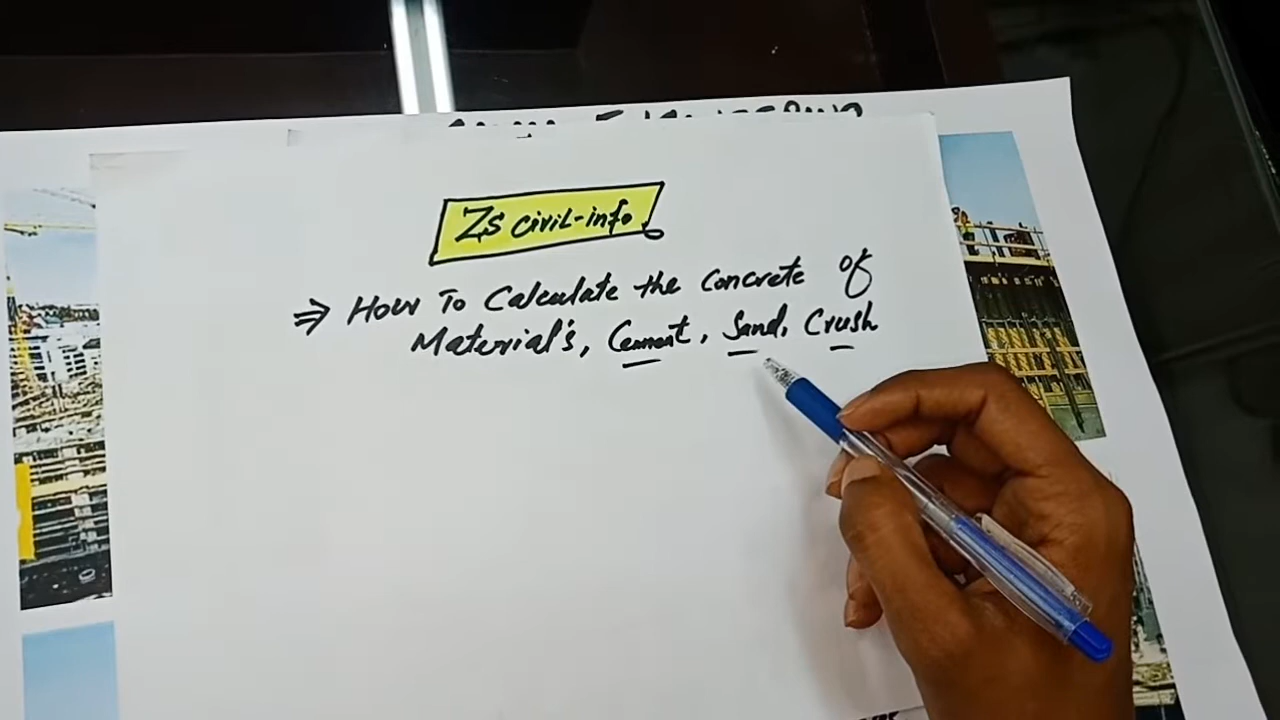 Zs civil-info.
⇒ How To Calculate the Concrete of
Material's, Cement, Sand, Crush